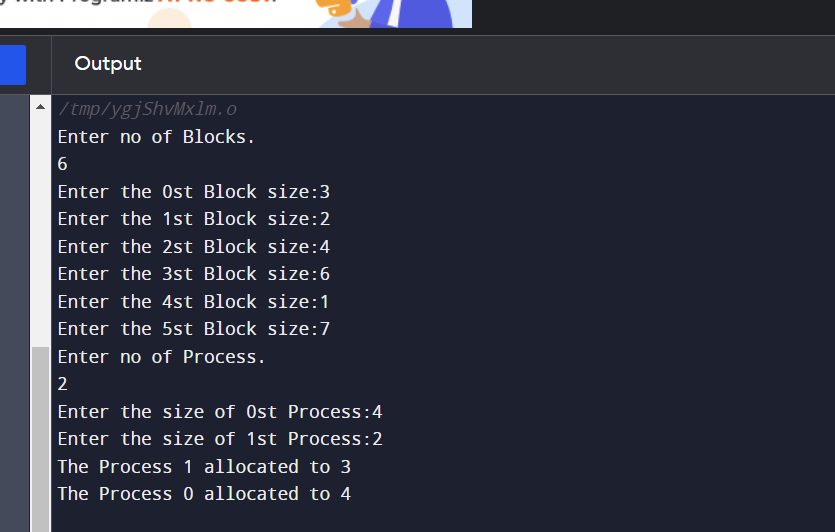 Output
/tmp/ygjShvMxlm.o
Enter no of Blocks.
6
Enter the 0st Block size:3
Enter the 1st Block size:2
Enter the 2st Block size:4
Enter the 3st Block size:6
Enter the 4st Block size:1
Enter the 5st Block size:7
Enter no of Process.
2
Enter the size of 0st Process:4
Enter the size of 1st Process:2
The Process 1 allocated to 3
The Process 0 allocated to 4